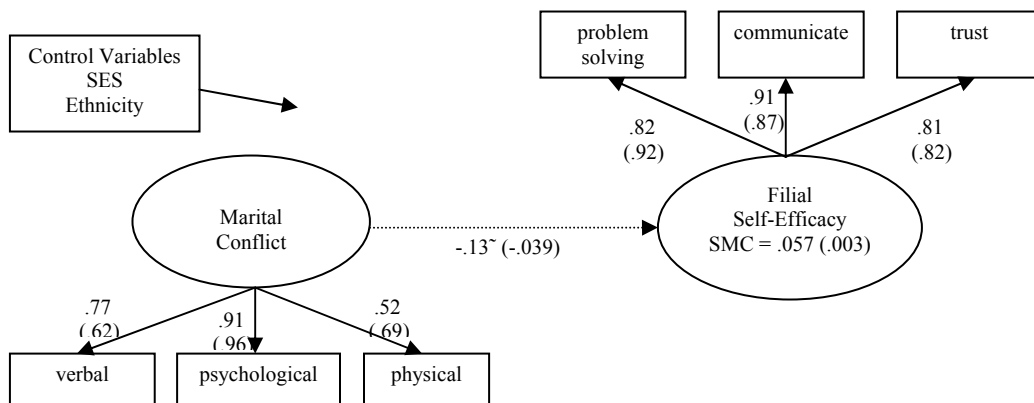 problem
solving
communicate
trust
Control Variables
SES
Ethnicity
.82
(.92)
.91
(.87)
.81
(.82)
Marital
Conflict
-.13~ (-.039)
Filial
Self-Efficacy
SMC = .057 (.003)
.77
(.62)
.91
(.96)
.52
(.69)
verbal
psychological
physical